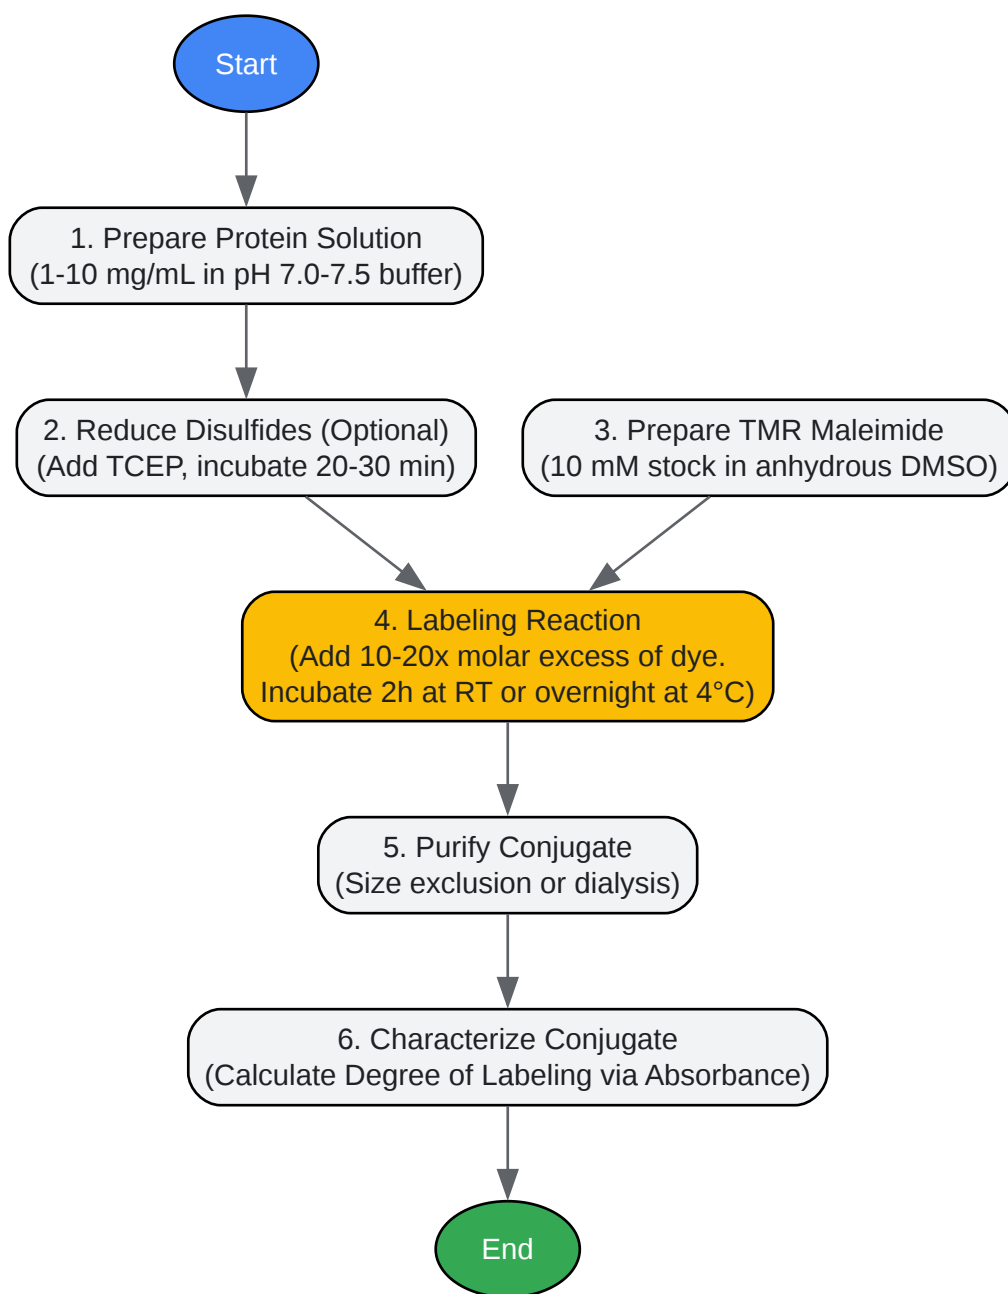 Start
1. Prepare Protein Solution
(1-10 mg/mL in pH 7.0-7.5 buffer)
2. Reduce Disulfides (Optional)
(Add TCEP, incubate 20-30 min)
3. Prepare TMR Maleimide
(10 mM stock in anhydrous DMSO)
4. Labeling Reaction
(Add 10-20x molar excess of dye.
Incubate 2h at RT or overnight at 4°C)
5. Purify Conjugate
(Size exclusion or dialysis)
6. Characterize Conjugate
(Calculate Degree of Labeling via Absorbance)
End